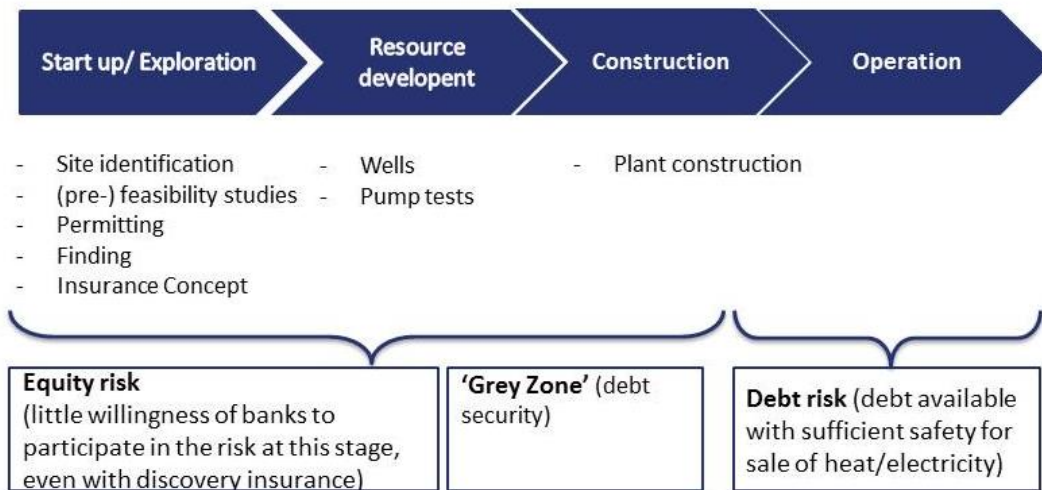 Start up/ Exploration
Resource
developent
Construction
Operation
- Site identification
- (pre-) feasibility studies
- Permitting
- Finding
- Insurance Concept
- Wells
- Pump tests
- Plant construction
Equity risk
(little willingness of banks to
participate in the risk at this stage,
even with discovery insurance)
‘Grey Zone’ (debt
security)
Debt risk (debt available
with sufficient safety for
sale of heat/electricity)